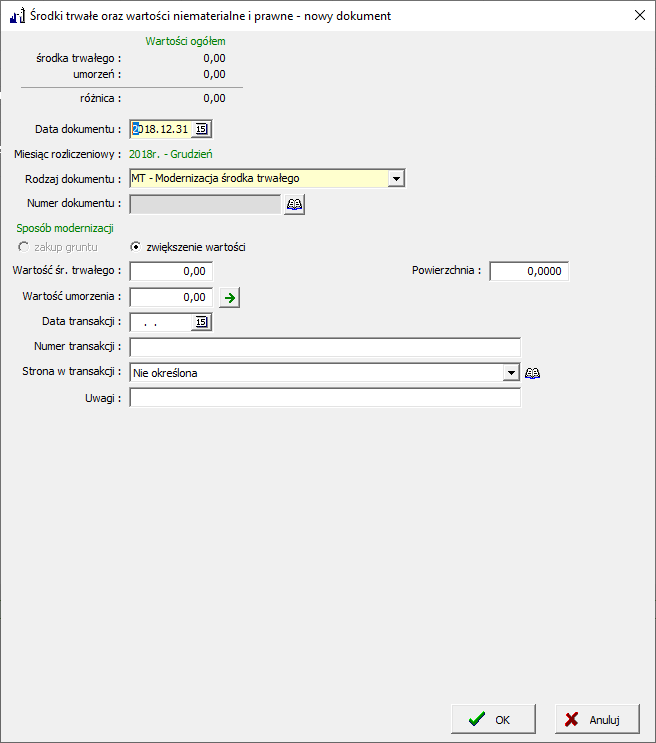 Środki trwałe oraz wartości niematerialne i prawne - nowy dokument
Wartości ogółem
środka trwałego : 0,00
umorzeń : 0,00
różnica : 0,00
Data dokumentu : 2018.12.31 15
Miesiąc rozliczeniowy : 2018r. - Grudzień
Rodzaj dokumentu : MT - Modernizacja środka trwałego
Numer dokumentu :
Sposób modernizacji
zakup gruntu zwiększenie wartości
Wartość śr. trwałego : 0,00 Powierzchnia : 0,0000
Wartość umorzenia : 0,00
Data transakcji : . . 15
Numer transakcji :
Strona w transakcji : Nie określona
Uwagi :
OK Anuluj